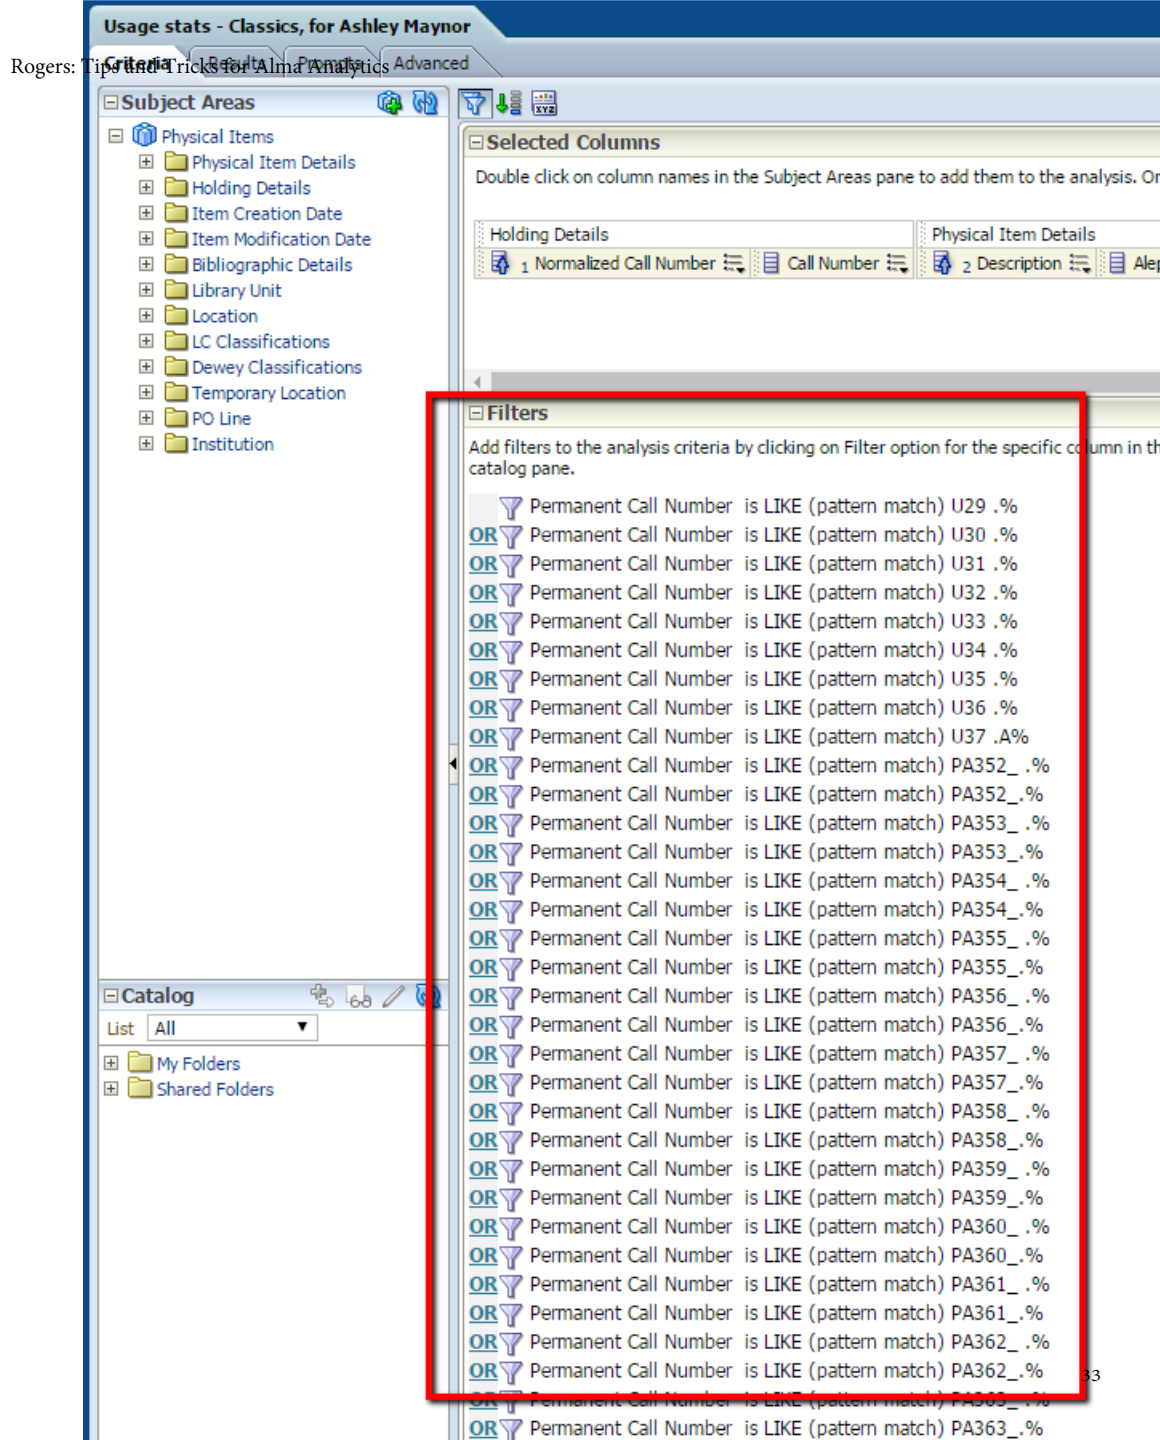 Usage stats - Classics, for Ashley Maynor
Criteria Results Prompts Advanced
Rogers: Tips and Tricks for Alma Analytics
Subject Areas
Physical Items
Physical Item Details
Holding Details
Item Creation Date
Item Modification Date
Bibliographic Details
Library Unit
Location
LC Classifications
Dewey Classifications
Temporary Location
PO Line
Institution
Catalog
List All
My Folders
Shared Folders
XYZ
Selected Columns
Double click on column names in the Subject Areas pane to add them to the analysis. Or
Holding Details Physical Item Details
1 Normalized Call Number Call Number 2 Description Alep
Filters
Add filters to the analysis criteria by clicking on Filter option for the specific column in th
catalog pane.
Permanent Call Number is LIKE (pattern match) U29 .%
OR Permanent Call Number is LIKE (pattern match) U30 .%
OR Permanent Call Number is LIKE (pattern match) U31 .%
OR Permanent Call Number is LIKE (pattern match) U32 .%
OR Permanent Call Number is LIKE (pattern match) U33 .%
OR Permanent Call Number is LIKE (pattern match) U34 .%
OR Permanent Call Number is LIKE (pattern match) U35 .%
OR Permanent Call Number is LIKE (pattern match) U36 .%
OR Permanent Call Number is LIKE (pattern match) U37 .A%
OR Permanent Call Number is LIKE (pattern match) PA352_ .%
OR Permanent Call Number is LIKE (pattern match) PA352_.%
OR Permanent Call Number is LIKE (pattern match) PA353_ .%
OR Permanent Call Number is LIKE (pattern match) PA353_.%
OR Permanent Call Number is LIKE (pattern match) PA354_ .%
OR Permanent Call Number is LIKE (pattern match) PA354_.%
OR Permanent Call Number is LIKE (pattern match) PA355_ .%
OR Permanent Call Number is LIKE (pattern match) PA355_.%
OR Permanent Call Number is LIKE (pattern match) PA356_ .%
OR Permanent Call Number is LIKE (pattern match) PA356_.%
OR Permanent Call Number is LIKE (pattern match) PA357_ .%
OR Permanent Call Number is LIKE (pattern match) PA357_.%
OR Permanent Call Number is LIKE (pattern match) PA358_ .%
OR Permanent Call Number is LIKE (pattern match) PA358_.%
OR Permanent Call Number is LIKE (pattern match) PA359_ .%
OR Permanent Call Number is LIKE (pattern match) PA359_.%
OR Permanent Call Number is LIKE (pattern match) PA360_ .%
OR Permanent Call Number is LIKE (pattern match) PA360_.%
OR Permanent Call Number is LIKE (pattern match) PA361_ .%
OR Permanent Call Number is LIKE (pattern match) PA361_.%
OR Permanent Call Number is LIKE (pattern match) PA362_ .%
OR Permanent Call Number is LIKE (pattern match) PA362_.%
33
OR Permanent Call Number is LIKE (pattern match) PA363_ .%
OR Permanent Call Number is LIKE (pattern match) PA363_.%